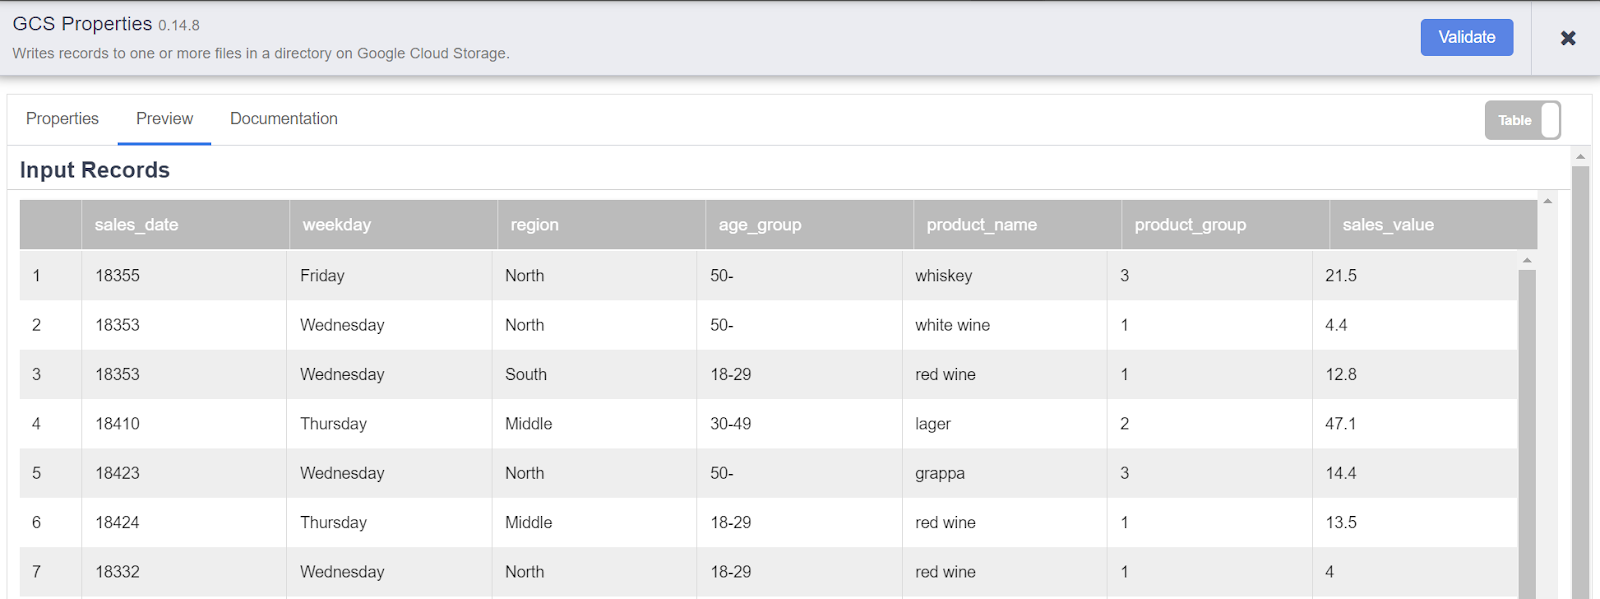 GCS Properties 0.14.8
Writes records to one or more files in a directory on Google Cloud Storage.
Validate
Properties Preview Documentation
Table
Input Records
sales_date weekday region age_group product_name product_group sales_value
1 18355 Friday North 50- whiskey 3 21.5
2 18353 Wednesday North 50- white wine 1 4.4
3 18353 Wednesday South 18-29 red wine 1 12.8
4 18410 Thursday Middle 30-49 lager 2 47.1
5 18423 Wednesday North 50- grappa 3 14.4
6 18424 Thursday Middle 18-29 red wine 1 13.5
7 18332 Wednesday North 18-29 red wine 1 4